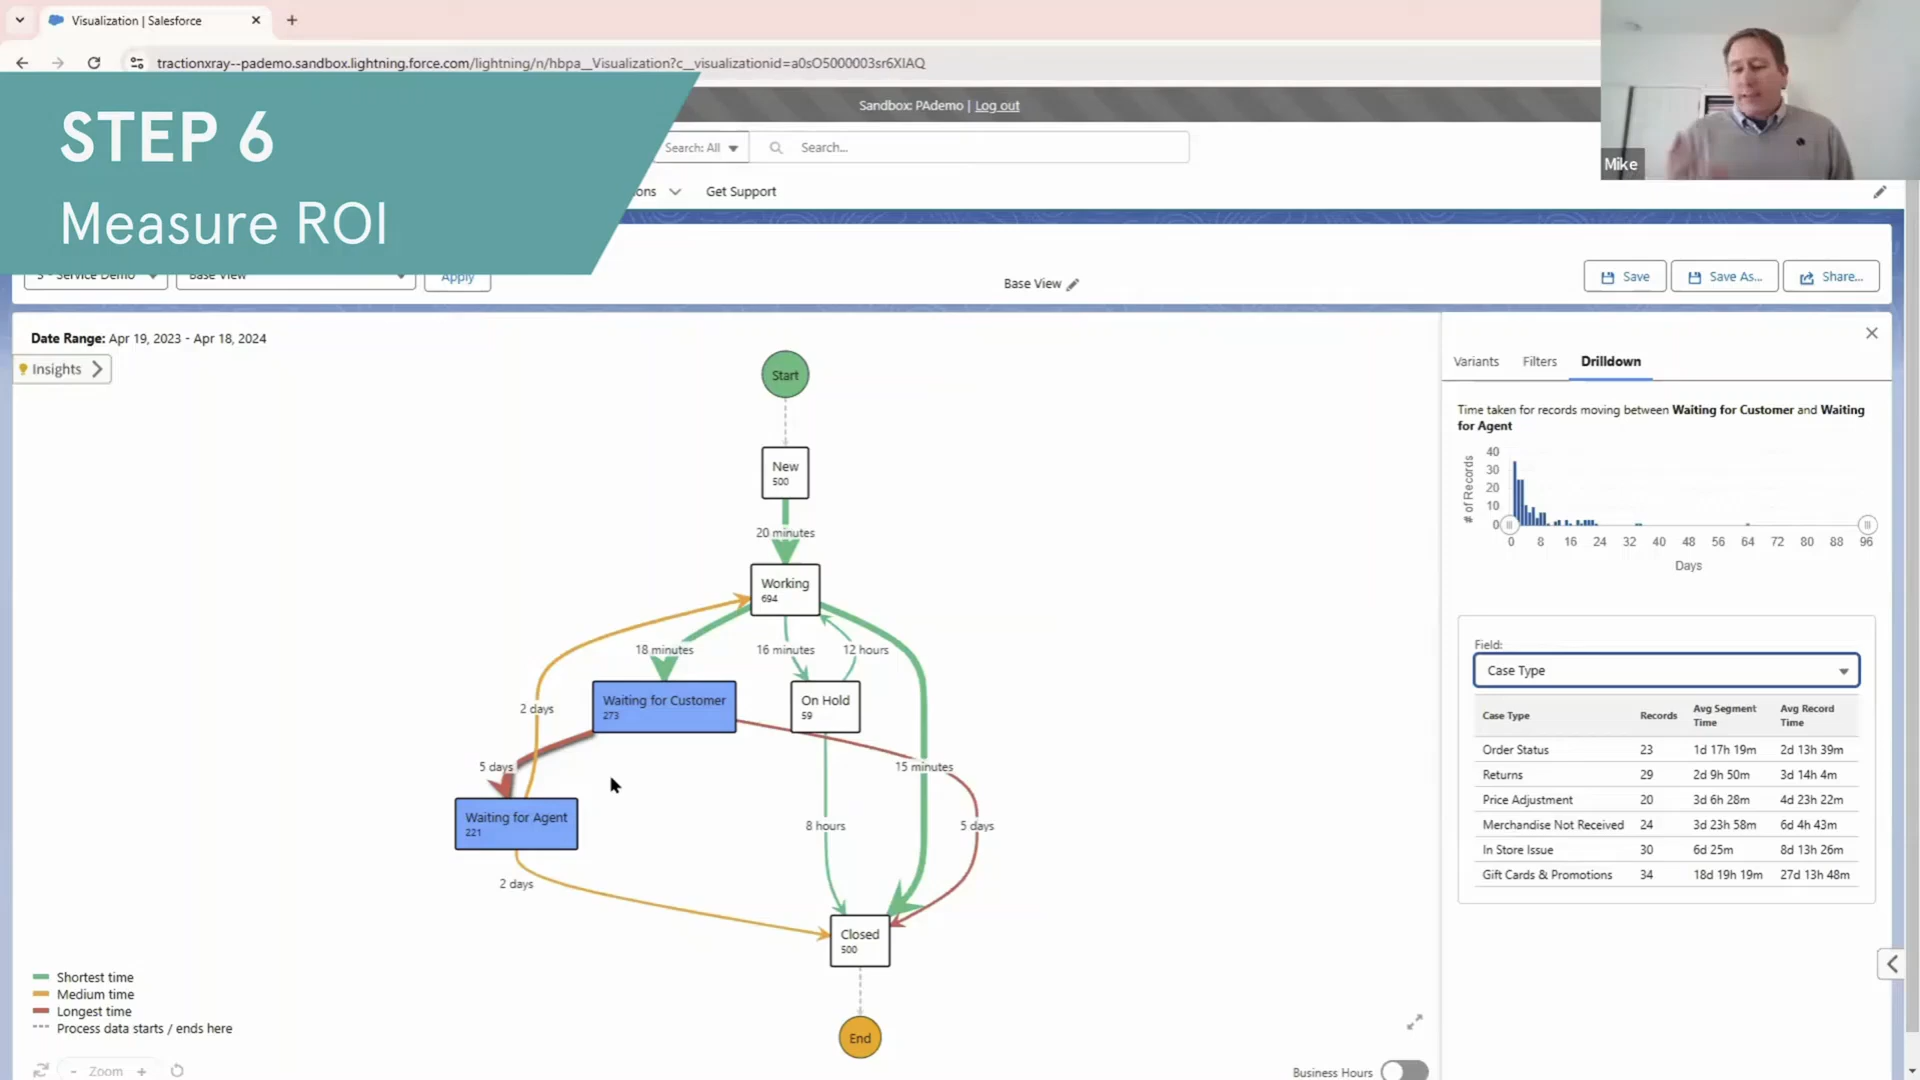 Visualization | Salesforce
tractionxray--pademo.sandbox.lightning.force.com/lightning/n/hbpa__Visualization?c__visualizationid=a0sO5000003sr6XIAQ
STEP 6
Measure ROI
Sandbox: PAdemo | Log out
Mike
Search: All
Search...
ons
Get Support
Service Demo
Base View
Apply
Base View
Save
Save As...
Share...
Date Range: Apr 19, 2023 - Apr 18, 2024
Insights
Start
New
500
20 minutes
Working
694
18 minutes
16 minutes
12 hours
Waiting for Customer
273
On Hold
59
2 days
5 days
15 minutes
Waiting for Agent
221
8 hours
5 days
2 days
Closed
500
End
Shortest time
Medium time
Longest time
Process data starts / ends here
- Zoom +
Business Hours
Variants
Filters
Drilldown
Time taken for records moving between Waiting for Customer and Waiting
for Agent
# of Records
40
30
20
10
0
0 8 16 24 32 40 48 56 64 72 80 88 96
Days
Field:
Case Type
Case Type Records Avg Segment Time Avg Record Time
Order Status 23 1d 17h 19m 2d 13h 39m
Returns 29 2d 9h 50m 3d 14h 4m
Price Adjustment 20 3d 6h 28m 4d 23h 22m
Merchandise Not Received 24 3d 23h 58m 6d 4h 43m
In Store Issue 30 6d 25m 8d 13h 26m
Gift Cards & Promotions 34 18d 19h 19m 27d 13h 48m